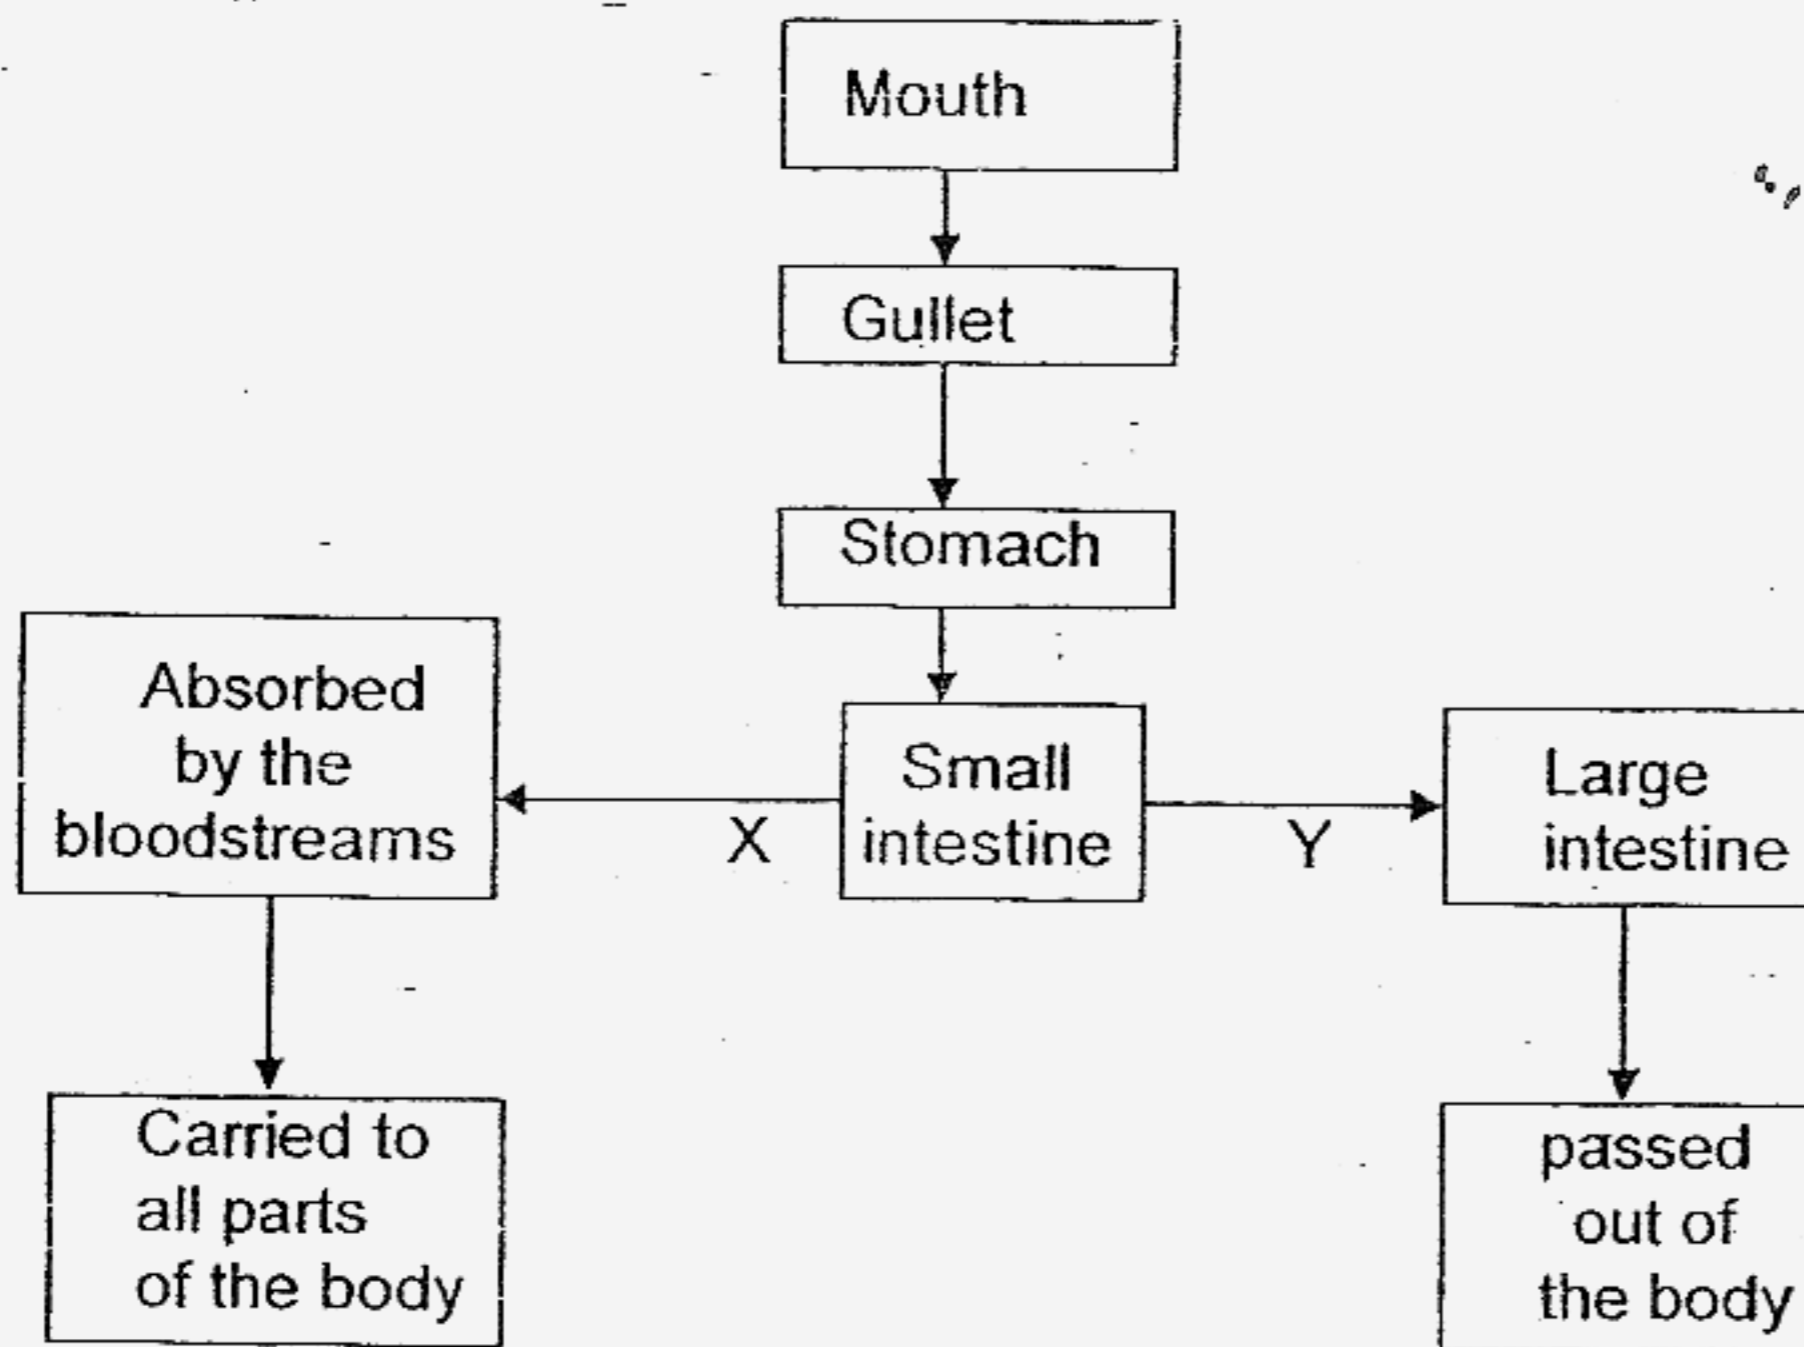 Mouth
Gullet
Stomach
Absorbed
by the
bloodstreams
X
Small
intestine
Y
Large
intestine
Carried to
all parts
of the body
passed
out of
the body